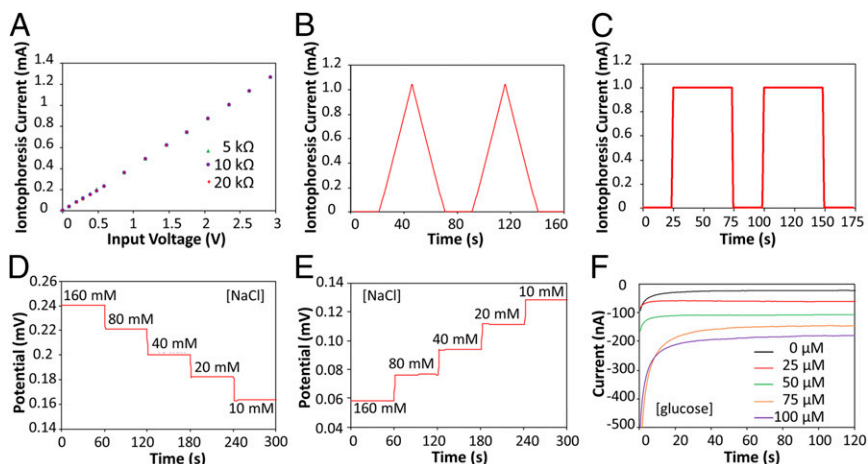 A
Iontophoresis Current (mA)
1.4
1.2
1.0
0.8
0.6
0.4
0.2
0
5 kΩ
10 kΩ
20 kΩ
0 0.5 1 1.5 2 2.5 3
Input Voltage (V)
B
Iontophoresis Current (mA)
1.2
1.0
0.8
0.6
0.4
0.2
0
0 40 80 120 160
Time (s)
C
Iontophoresis Current (mA)
1.2
1.0
0.8
0.6
0.4
0.2
0
0 25 50 75 100 125 150 175
Time (s)
D
Potential (mV)
0.26
0.24
0.22
0.2
0.18
0.16
0.14
[NaCl]
160 mM
80 mM
40 mM
20 mM
10 mM
0 60 120 180 240 300
Time (s)
E
Potential (mV)
0.14
0.12
0.10
0.08
0.06
0.04
[NaCl]
10 mM
20 mM
40 mM
80 mM
160 mM
0 60 120 180 240 300
Time (s)
F
Current (nA)
0
-100
-200
-300
-400
-500
0 μM
25 μM
50 μM
75 μM
100 μM
[glucose]
0 20 40 60 80 100 120
Time (s)